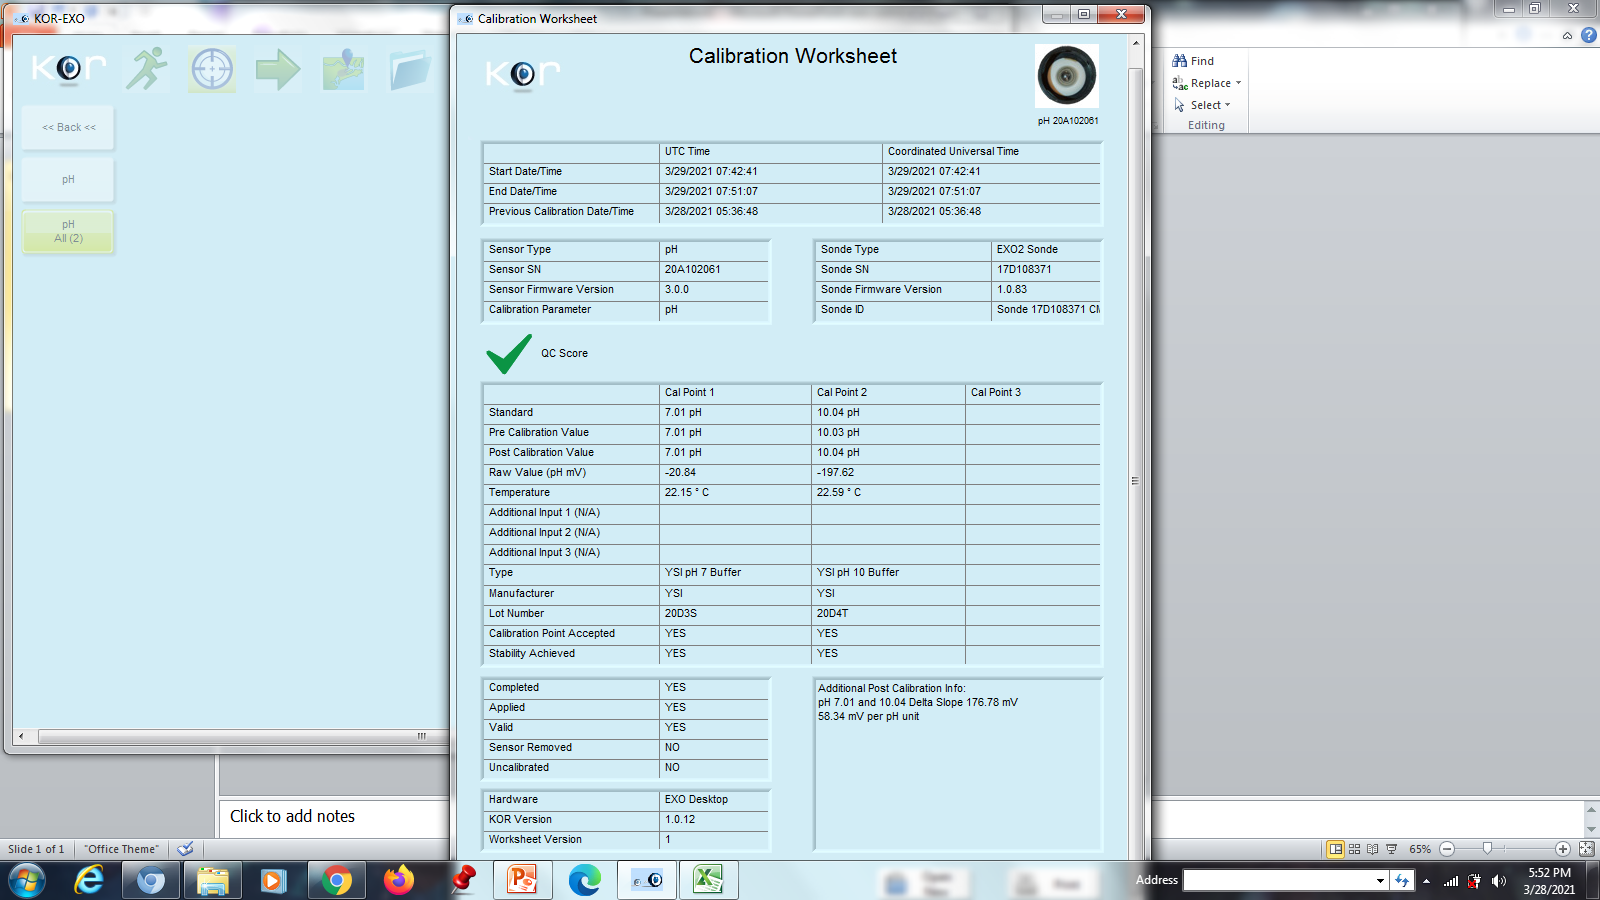 KOR-EXO
Calibration Worksheet
kor
<< Back <<
pH
pH
All (2)
kor
Calibration Worksheet
pH 20A102061
UTC Time Coordinated Universal Time
Start Date/Time 3/29/2021 07:42:41 3/29/2021 07:42:41
End Date/Time 3/29/2021 07:51:07 3/29/2021 07:51:07
Previous Calibration Date/Time 3/28/2021 05:36:48 3/28/2021 05:36:48
Sensor Type pH Sonde Type EXO2 Sonde
Sensor SN 20A102061 Sonde SN 17D108371
Sensor Firmware Version 3.0.0 Sonde Firmware Version 1.0.83
Calibration Parameter pH Sonde ID Sonde 17D108371
QC Score
Cal Point 1 Cal Point 2 Cal Point 3
Standard 7.01 pH 10.04 pH
Pre Calibration Value 7.01 pH 10.03 pH
Post Calibration Value 7.01 pH 10.04 pH
Raw Value (pH mV) -20.84 -197.62
Temperature 22.15 ° C 22.59 ° C
Additional Input 1 (N/A)
Additional Input 2 (N/A)
Additional Input 3 (N/A)
Type YSI pH 7 Buffer YSI pH 10 Buffer
Manufacturer YSI YSI
Lot Number 20D3S 20D4T
Calibration Point Accepted YES YES
Stability Achieved YES YES
Completed YES
Applied YES
Valid YES
Sensor Removed NO
Uncalibrated NO
Additional Post Calibration Info:
pH 7.01 and 10.04 Delta Slope 176.78 mV
58.34 mV per pH unit
Hardware EXO Desktop
KOR Version 1.0.12
Worksheet Version 1
Find
Replace
Select
Editing
Click to add notes
Slide 1 of 1 "Office Theme" 65%
Address
5:52 PM
3/28/2021